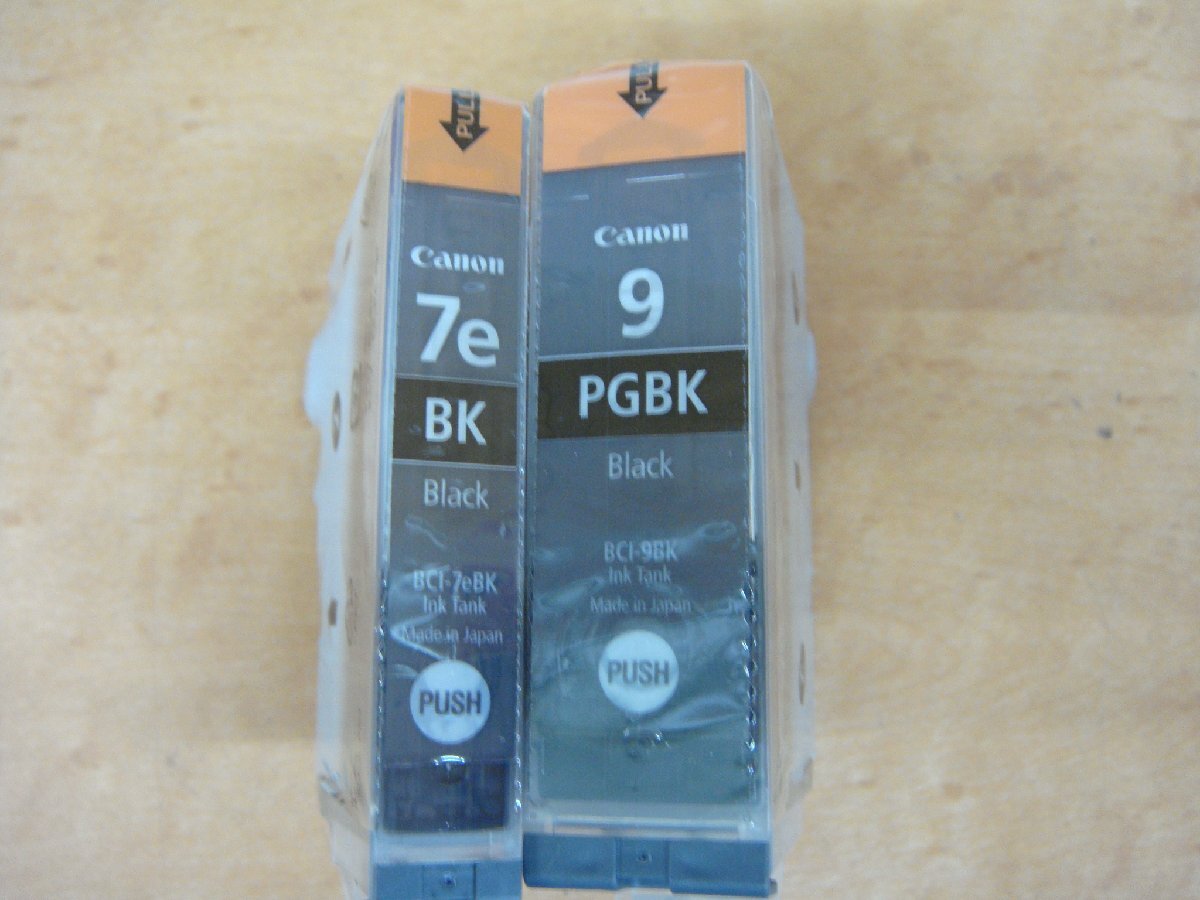 PULL
Canon
7e
BK
Black
BCI-7eBK
Ink Tank
Made in Japan
PUSH
PULL
Canon
9
PGBK
Black
BCI-9BK
Ink Tank
Made in Japan
PUSH